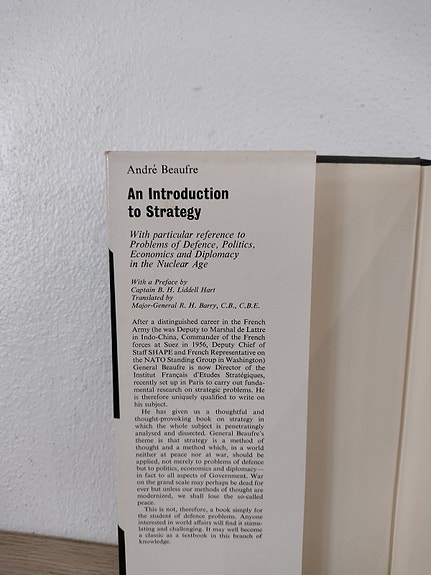 André Beaufre
An Introduction
to Strategy
With particular reference to
Problems of Defence, Politics,
Economics and Diplomacy
in the Nuclear Age
With a Preface by
Captain B. H. Liddell Hart
Translated by
Major-General R. H. Barry, C.B., C.B.E.
After a distinguished career in the French
Army (he was Deputy to Marshal de Lattre
in Indo-China, Commander of the French
forces at Suez in 1956, Deputy Chief of
Staff SHAPE and French Representative on
the NATO Standing Group in Washington)
General Beaufre is now Director of the
Institut Français d'Etudes Stratégiques,
recently set up in Paris to carry out funda-
mental research on strategic problems. He
is therefore uniquely qualified to write on
his subject.
He has given us a thoughtful and
thought-provoking book on strategy in
which the whole subject is penetratingly
analysed and dissected. General Beaufre's
theme is that strategy is a method of
thought and a method which, in a world
neither at peace nor at war, should be
applied, not merely to problems of defence
but to politics, economics and diplomacy—
in fact to all aspects of Government. War
on the grand scale may perhaps be dead for
ever but unless our methods of thought are
modernized, we shall lose the so-called
peace.
This is not, therefore, a book simply for
the student of defence problems. Anyone
interested in world affairs will find it stimu-
lating and challenging. It may well become
a classic as a textbook in this branch of
knowledge.